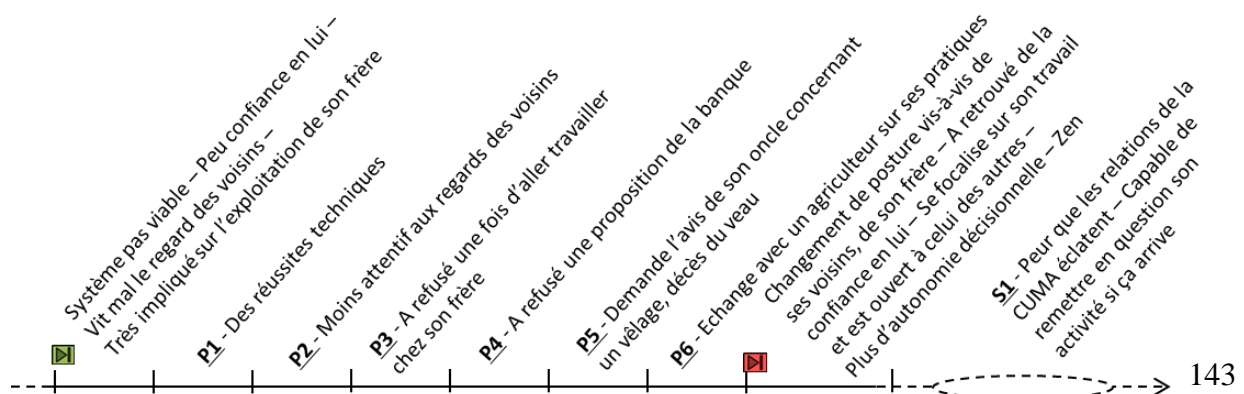 Système pas viable – Peu confiance en lui –
Vit mal le regard des voisins –
Très impliqué sur l'exploitation de son frère
P1 - Des réussites techniques
P2 - Moins attentif aux regards des voisins
P3 - A refusé une fois d'aller travailler
chez son frère
P4 - A refusé une proposition de la banque
P5 - Demande l'avis de son oncle concernant
un vêlage, décès du veau
P6 - Echange avec un agriculteur sur ses pratiques
Changement de posture vis-à-vis de
ses voisins, de son frère – A retrouvé de la
confiance en lui – Se focalise sur son travail
et est ouvert à celui des autres –
Plus d'autonomie décisionnelle – Zen
S1 - Peur que les relations de la
CUMA éclatent – Capable de
remettre en question son
activité si ça arrive
143